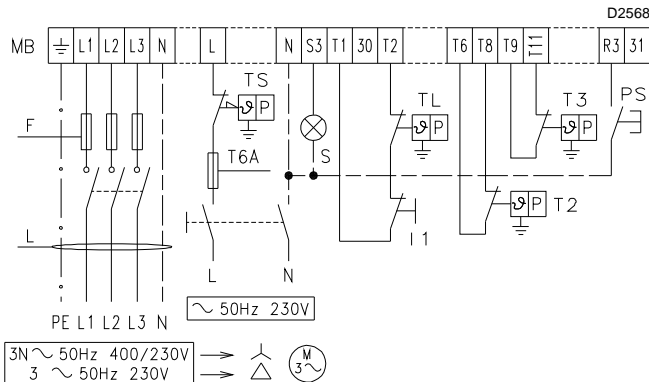 D2568
MB L1 L2 L3 N L N S3 T1 30 T2 T6 T8 T9 T11 R3 31
TS
ϑ P
TL
ϑ P
T3
ϑ P
PS
F
T6A
S
T2
ϑ P
I1
L
L N
∿ 50Hz 230V
PE L1 L2 L3 N
3N ∿ 50Hz 400/230V
3 ∿ 50Hz 230V
M
3∿